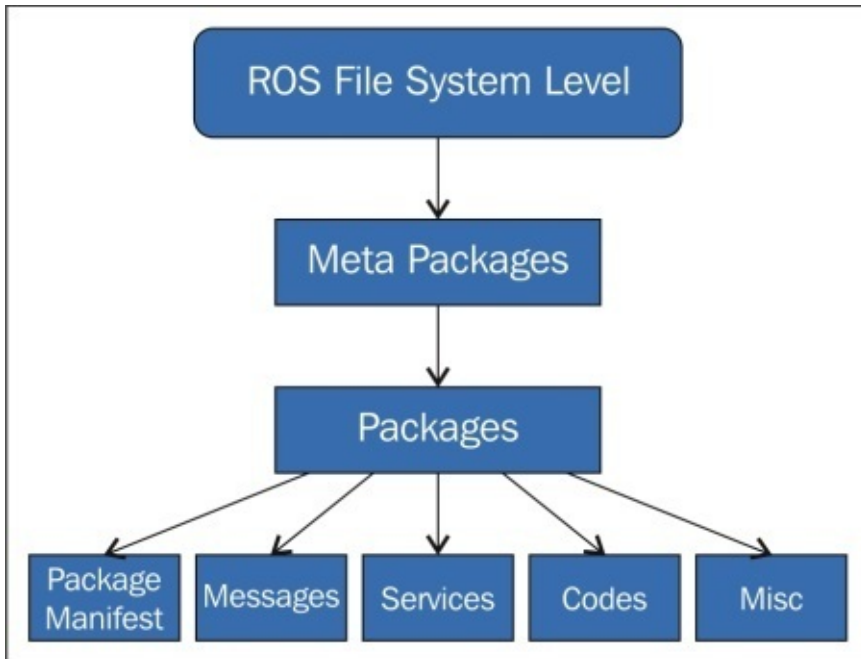 ROS File System Level
Meta Packages
Packages
Package
Manifest
Messages
Services
Codes
Misc